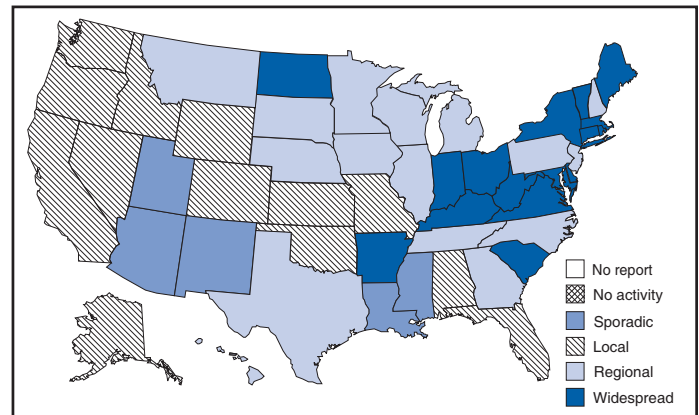 No report
No activity
Sporadic
Local
Regional
Widespread